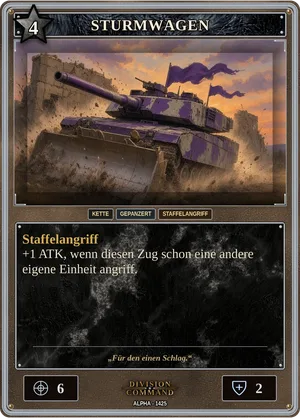 4
STURMWAGEN
KETTE
GEPANZERT
STAFFELANGRIFF
Staffelangriff
+1 ATK, wenn diesen Zug schon eine andere
eigene Einheit angriff.
„Für den einen Schlag.“
DIVISION
COMMAND
ALPHA - 1425
6
2